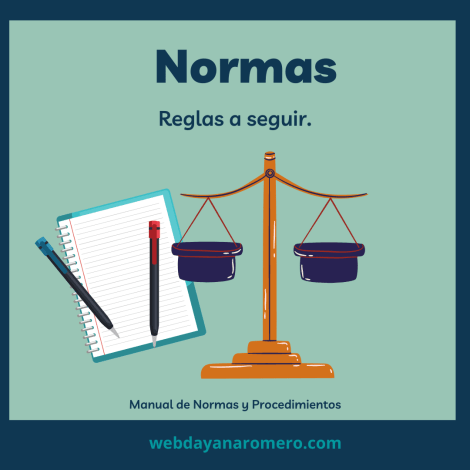 Normas
Reglas a seguir.
Manual de Normas y Procedimientos
webdayanaromero.com